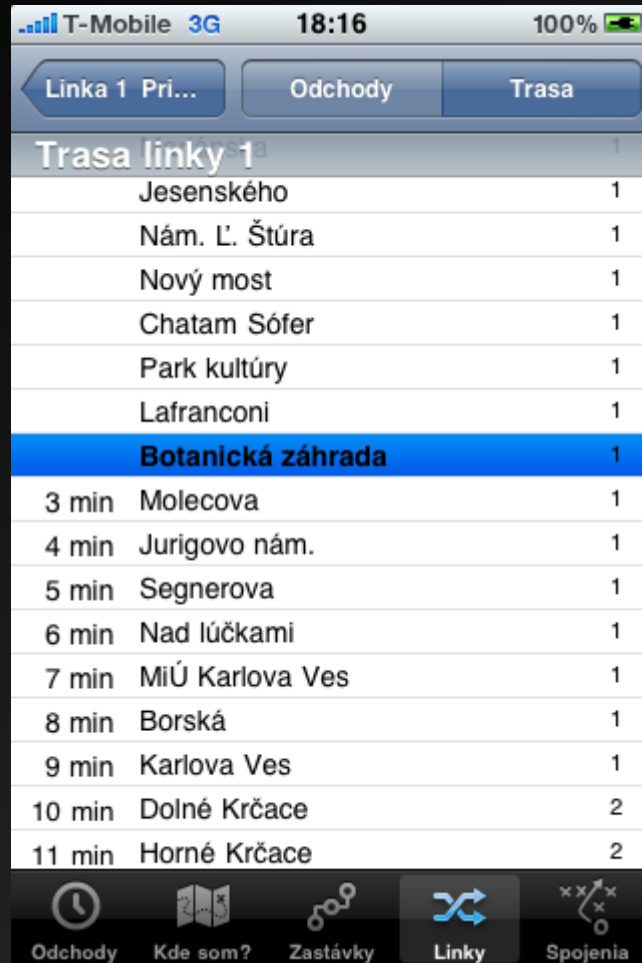 T-Mobile 3G 18:16 100%
Linka 1 Pri... Odchody Trasa
Trasa linky 1 1
Jesenského 1
Nám. Ľ. Štúra 1
Nový most 1
Chatam Sófer 1
Park kultúry 1
Lafranconi 1
Botanická záhrada 1
3 min Molecova 1
4 min Jurigovo nám. 1
5 min Segnerova 1
6 min Nad lúčkami 1
7 min MiÚ Karlova Ves 1
8 min Borská 1
9 min Karlova Ves 1
10 min Dolné Krčace 2
11 min Horné Krčace 2
Odchody Kde som? Zastávky Linky Spojenia